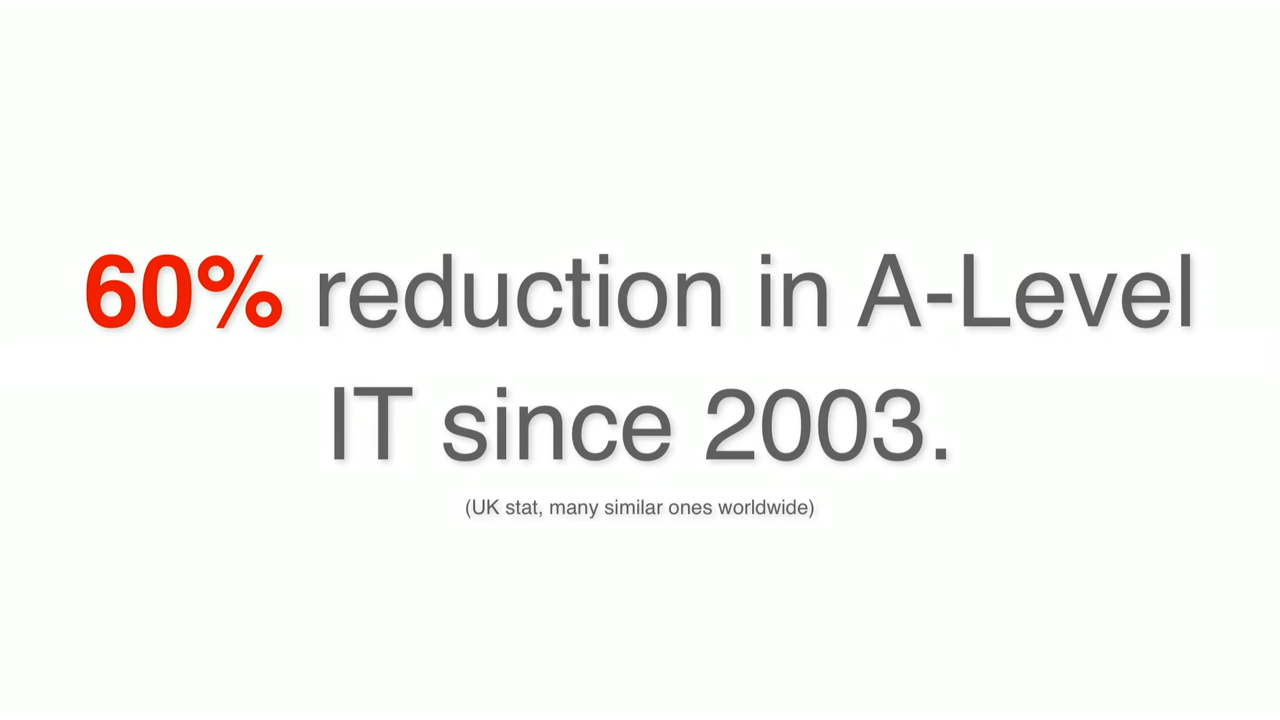 60% reduction in A-Level
IT since 2003.
(UK stat, many similar ones worldwide)